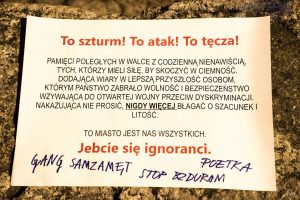 To szturm! To atak! To tęcza!
PAMIĘCI POLEGŁYCH W WALCE Z CODZIENNĄ NIENAWIŚCIĄ,
TYCH, KTÓRZY MIELI SIŁĘ, BY SKOCZYĆ W CIEMNOŚĆ.
DODAJĄCA WIARY W LEPSZĄ PRZYSZŁOŚĆ OSOBOM,
KTÓRYM PAŃSTWO ZABRAŁO WOLNOŚĆ I BEZPIECZEŃSTWO
WZYWAJĄCA DO OTWARTEJ WOJNY PRZECIW DYSKRYMINACJI.
NAKAZUJĄCA NIE PROSIĆ, NIGDY WIĘCEJ BŁAGAĆ O SZACUNEK I
LITOŚĆ.
TO MIASTO JEST NAS WSZYSTKICH.
Jebcie się ignoranci.
GANG SAMZAMĘT POETKA
STOP BZDUROM